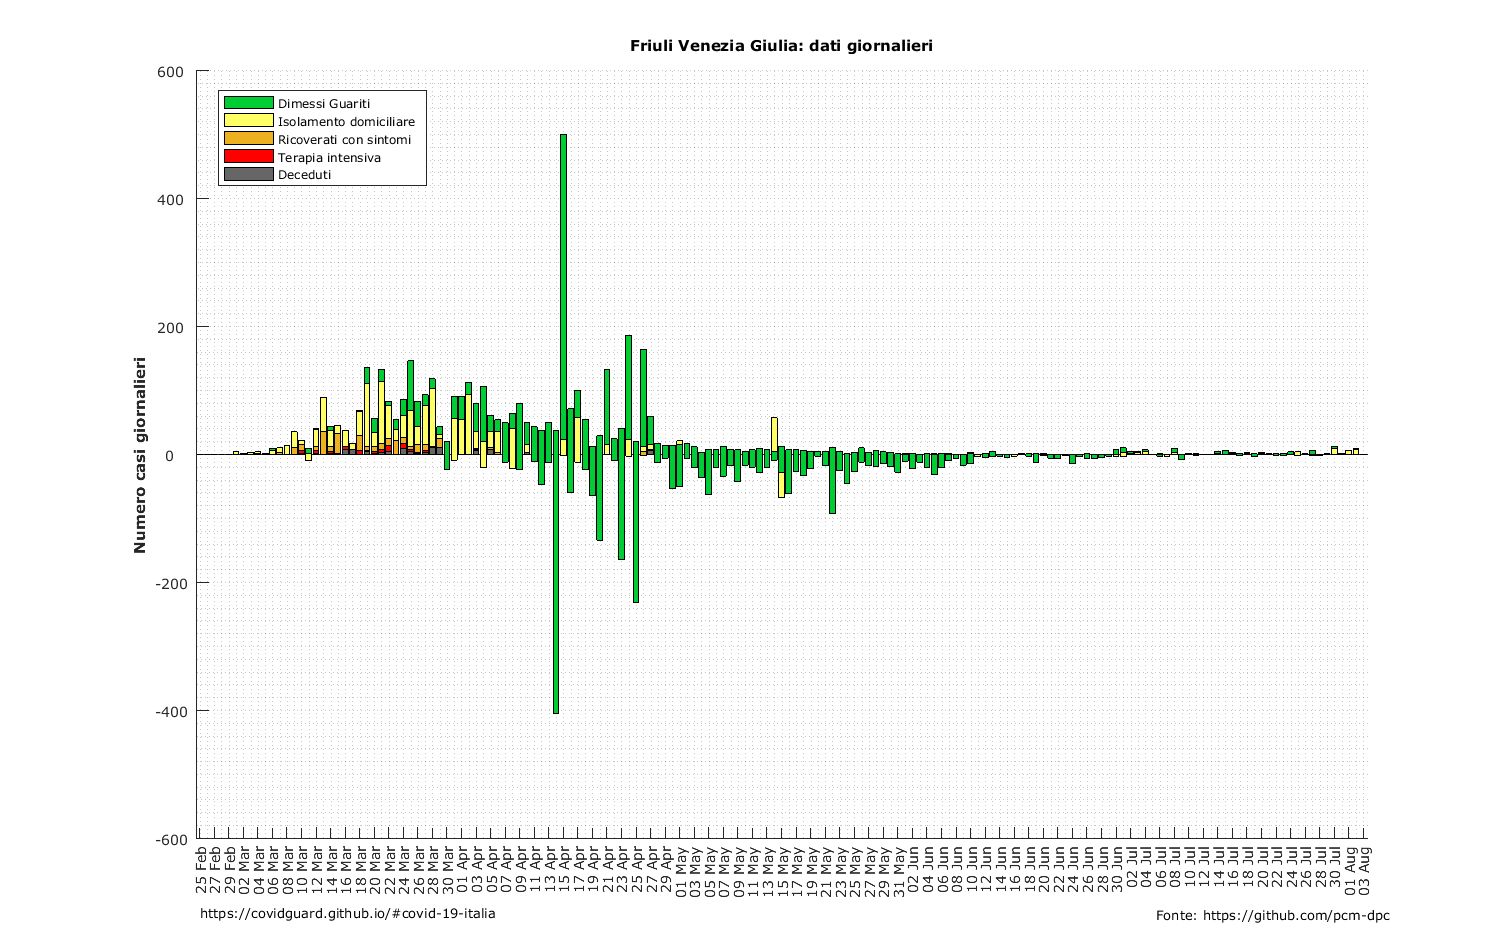 Friuli Venezia Giulia: dati giornalieri
Numero casi giornalieri
600
400
200
0
-200
-400
-600
Dimessi Guariti
Isolamento domiciliare
Ricoverati con sintomi
Terapia intensiva
Deceduti
25 Feb
27 Feb
29 Feb
02 Mar
04 Mar
06 Mar
08 Mar
10 Mar
12 Mar
14 Mar
16 Mar
18 Mar
20 Mar
22 Mar
24 Mar
26 Mar
28 Mar
30 Mar
01 Apr
03 Apr
05 Apr
07 Apr
09 Apr
11 Apr
13 Apr
15 Apr
17 Apr
19 Apr
21 Apr
23 Apr
25 Apr
27 Apr
29 Apr
01 May
03 May
05 May
07 May
09 May
11 May
13 May
15 May
17 May
19 May
21 May
23 May
25 May
27 May
29 May
31 May
02 Jun
04 Jun
06 Jun
08 Jun
10 Jun
12 Jun
14 Jun
16 Jun
18 Jun
20 Jun
22 Jun
24 Jun
26 Jun
28 Jun
30 Jun
02 Jul
04 Jul
06 Jul
08 Jul
10 Jul
12 Jul
14 Jul
16 Jul
18 Jul
20 Jul
22 Jul
24 Jul
26 Jul
28 Jul
30 Jul
01 Aug
03 Aug
https://covidguard.github.io/#covid-19-italia
Fonte: https://github.com/pcm-dpc